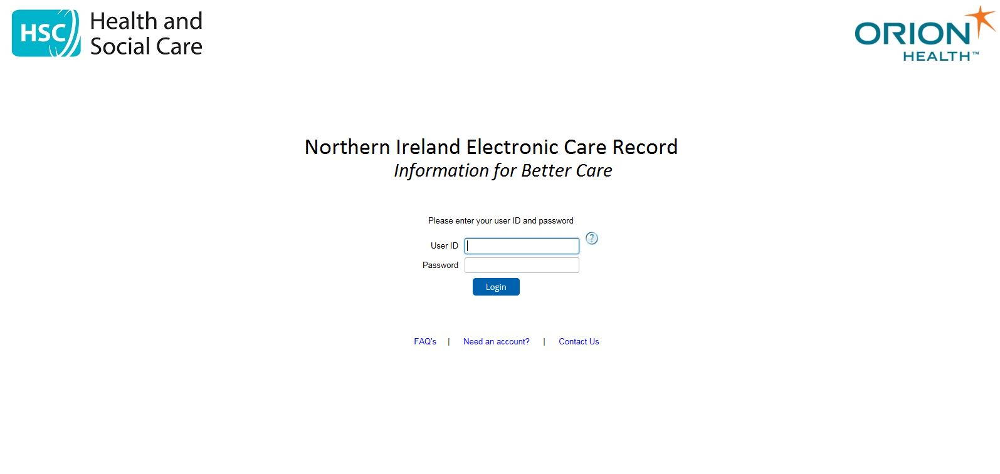 HSC
Health and
Social Care
ORION
HEALTH™
Northern Ireland Electronic Care Record
Information for Better Care
Please enter your user ID and password
User ID
?
Password
Login
FAQ's | Need an account? | Contact Us